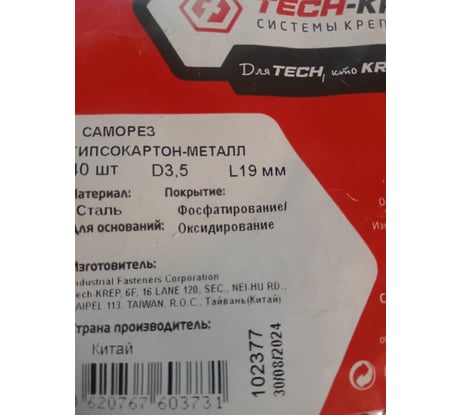 TECH-KR
СИСТЕМЫ КРЕП
Для TECH, кто KR
САМОРЕЗ
ГИПСОКАРТОН-МЕТАЛЛ
40 шт D3,5 L19 мм
Материал: Покрытие:
Сталь Фосфатирование/
Для оснований: Оксидирование
Изготовитель:
Industrial Fasteners Corporation
Tech-KREP, 6F, 16 LANE 120, SEC., NEI-HU RD.,
TAIPEL 113, TAIWAN, R.O.C., Тайвань(Китай)
Страна производитель:
Китай
620767 603731
102377
30/08/2024